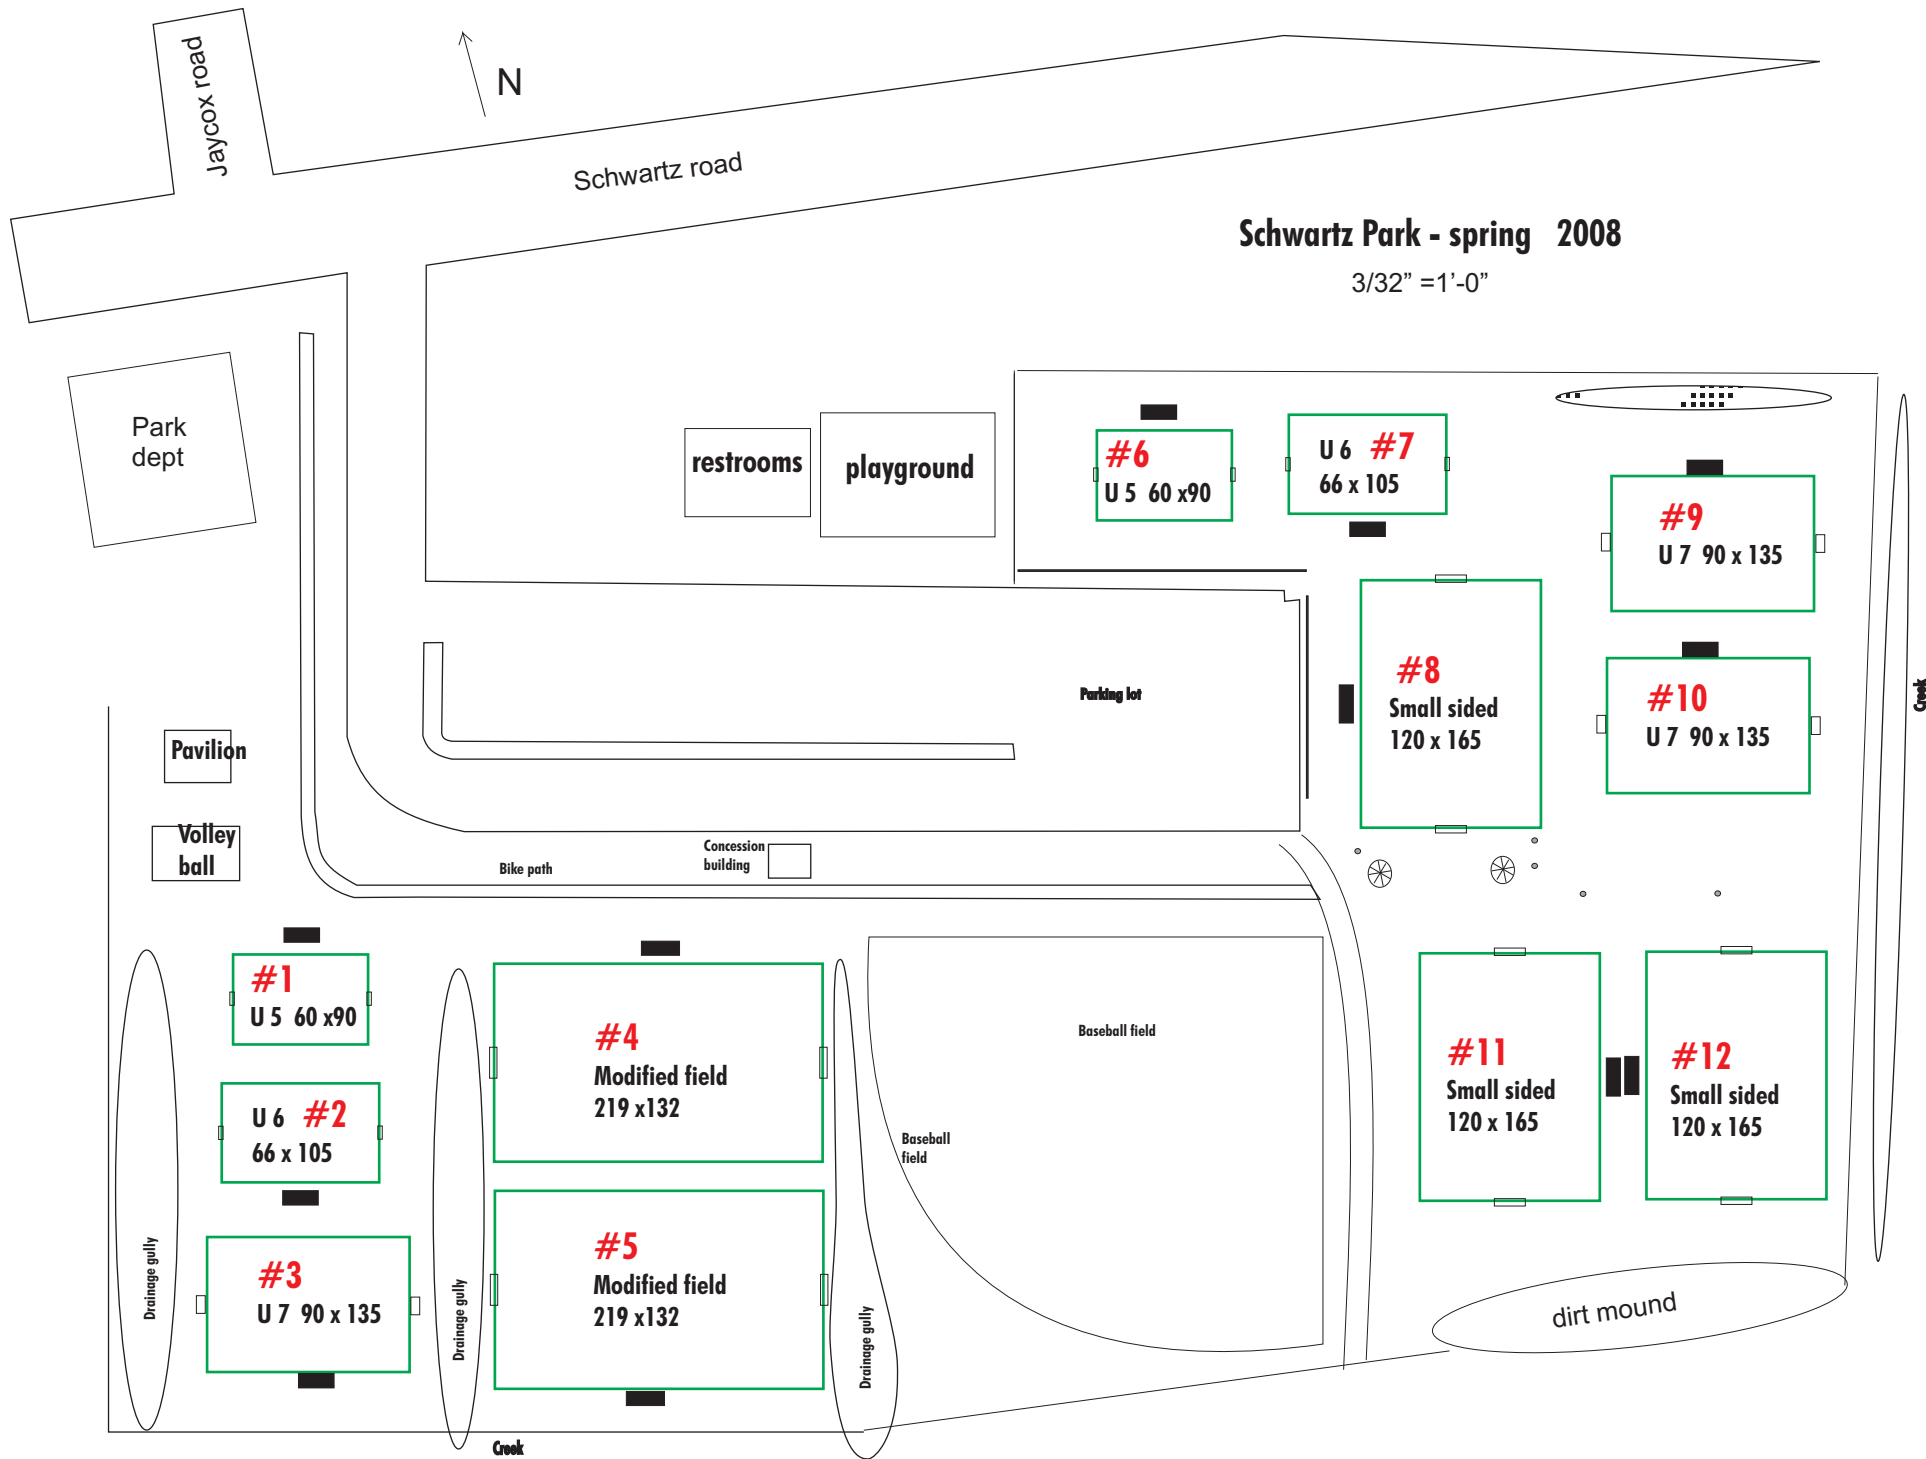 Jaycox road
N
Schwartz road
Schwartz Park - spring 2008
3/32” =1’-0”
Park
dept
restrooms
playground
#6
U 5 60 x90
U 6 #7
66 x 105
#9
U 7 90 x 135
#8
Small sided
120 x 165
#10
U 7 90 x 135
Creek
Parking lot
Pavilion
Volley
ball
Bike path
Concession
building
#1
U 5 60 x90
U 6 #2
66 x 105
#3
U 7 90 x 135
#4
Modified field
219 x132
#5
Modified field
219 x132
Baseball field
Baseball
field
#11
Small sided
120 x 165
#12
Small sided
120 x 165
Drainage gully
Drainage gully
Drainage gully
dirt mound
Creek